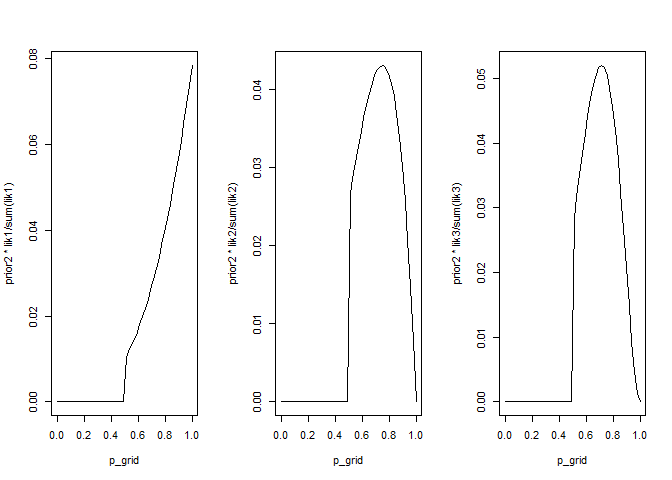 prior2 * lik1/sum(lik1)
0.00 0.02 0.04 0.06 0.08
0.0 0.2 0.4 0.6 0.8 1.0
p_grid
prior2 * lik2/sum(lik2)
0.00 0.01 0.02 0.03 0.04
0.0 0.2 0.4 0.6 0.8 1.0
p_grid
prior2 * lik3/sum(lik3)
0.00 0.01 0.02 0.03 0.04 0.05
0.0 0.2 0.4 0.6 0.8 1.0
p_grid